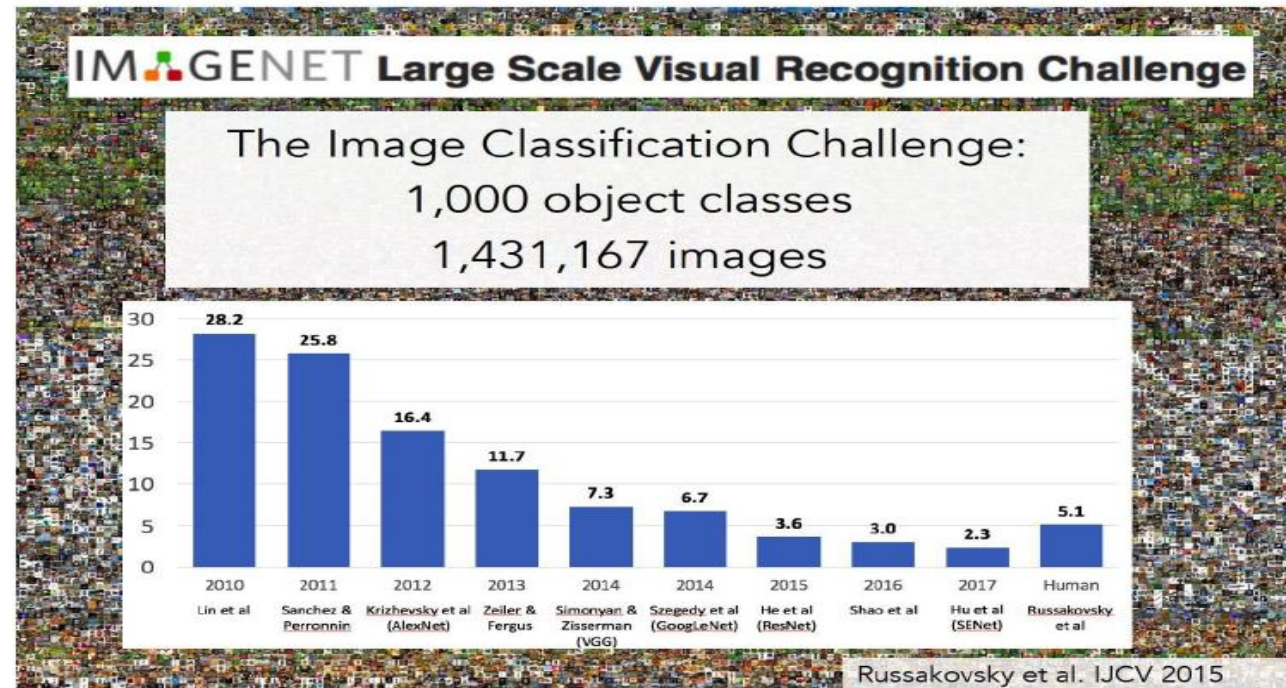 IMAGENET Large Scale Visual Recognition Challenge
The Image Classification Challenge:
1,000 object classes
1,431,167 images
30
25
20
15
10
5
0
28.2
25.8
16.4
11.7
7.3
6.7
3.6
3.0
2.3
5.1
2010 2011 2012 2013 2014 2014 2015 2016 2017 Human
Lin et al
Sanchez &
Perronnin
Krizhevsky et al
(AlexNet)
Zeiler &
Fergus
Simonyan &
Zisserman
(VGG)
Szegedy et al
(GoogLeNet)
He et al
(ResNet)
Shao et al
Hu et al
(SENet)
Russakovsky
et al
Russakovsky et al. IJCV 2015